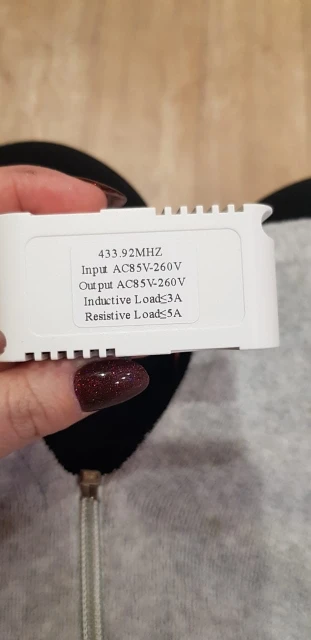 433.92MHZ
Input AC85V-260V
Output AC85V-260V
Inductive Load≤3A
Resistive Load≤5A